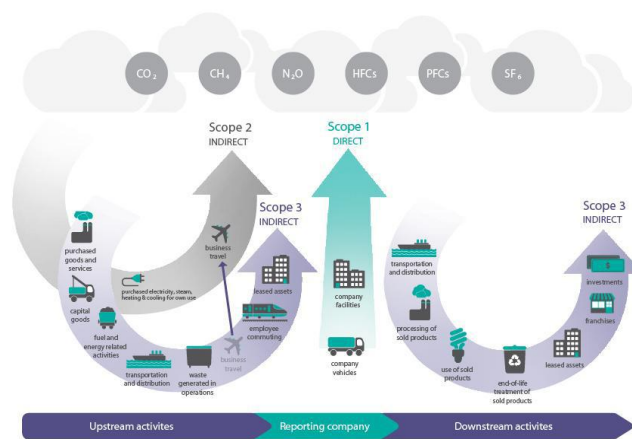 CO₂
CH₄
N₂O
HFCs
PFCs
SF₆
Scope 2
INDIRECT
Scope 1
DIRECT
Scope 3
INDIRECT
Scope 3
INDIRECT
purchased
goods and
services
capital
goods
fuel and
energy related
activities
purchased electricity, steam,
heating & cooling for own use
transportation
and distribution
waste
generated in
operations
business
travel
business
travel
employee
commuting
leased assets
company
facilities
company
vehicles
transportation
and distribution
processing of
sold products
use of sold
products
end-of-life
treatment of
sold products
leased assets
franchises
investments
Upstream activites
Reporting company
Downstream activites